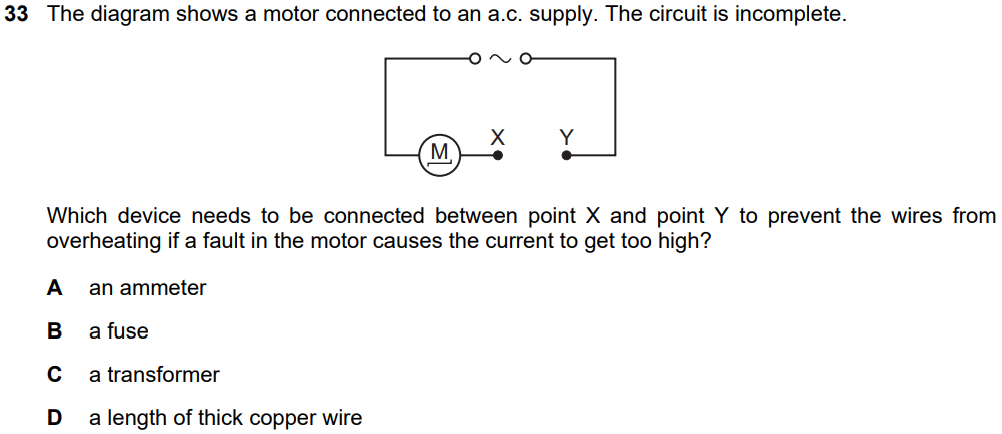 33 The diagram shows a motor connected to an a.c. supply. The circuit is incomplete.
X Y
M
Which device needs to be connected between point X and point Y to prevent the wires from
overheating if a fault in the motor causes the current to get too high?
A an ammeter
B a fuse
C a transformer
D a length of thick copper wire